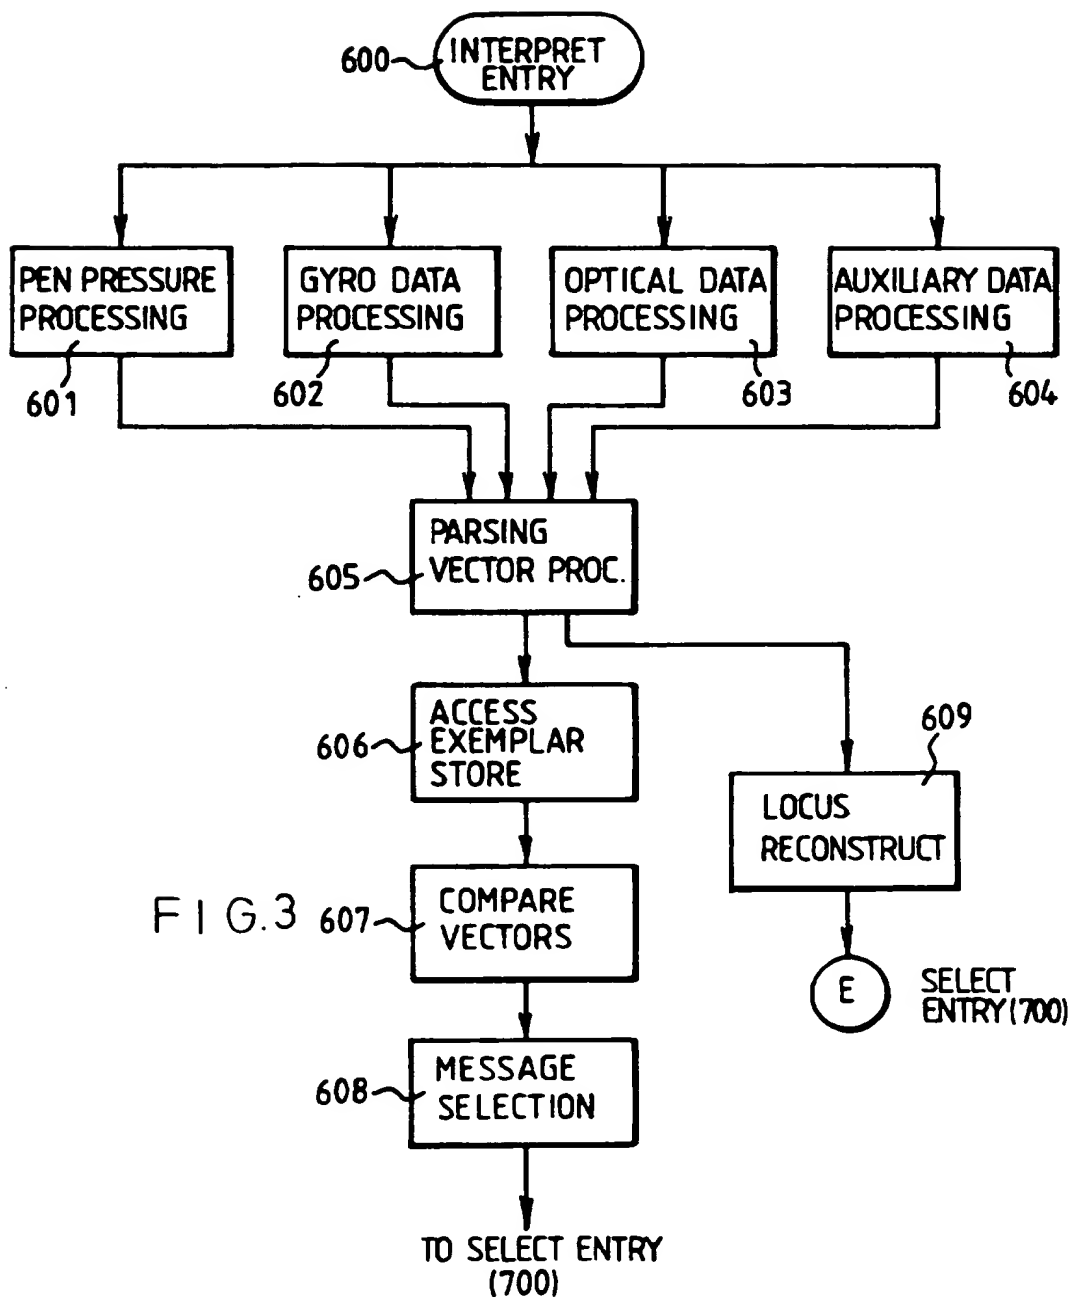 600
INTERPRET
ENTRY
PEN PRESSURE
PROCESSING
601
GYRO DATA
PROCESSING
602
OPTICAL DATA
PROCESSING
603
AUXILIARY DATA
PROCESSING
604
PARSING
VECTOR PROC.
605
ACCESS
EXEMPLAR
STORE
606
609
LOCUS
RECONSTRUCT
FIG.3
607
COMPARE
VECTORS
E
SELECT
ENTRY(700)
608
MESSAGE
SELECTION
TO SELECT ENTRY
(700)